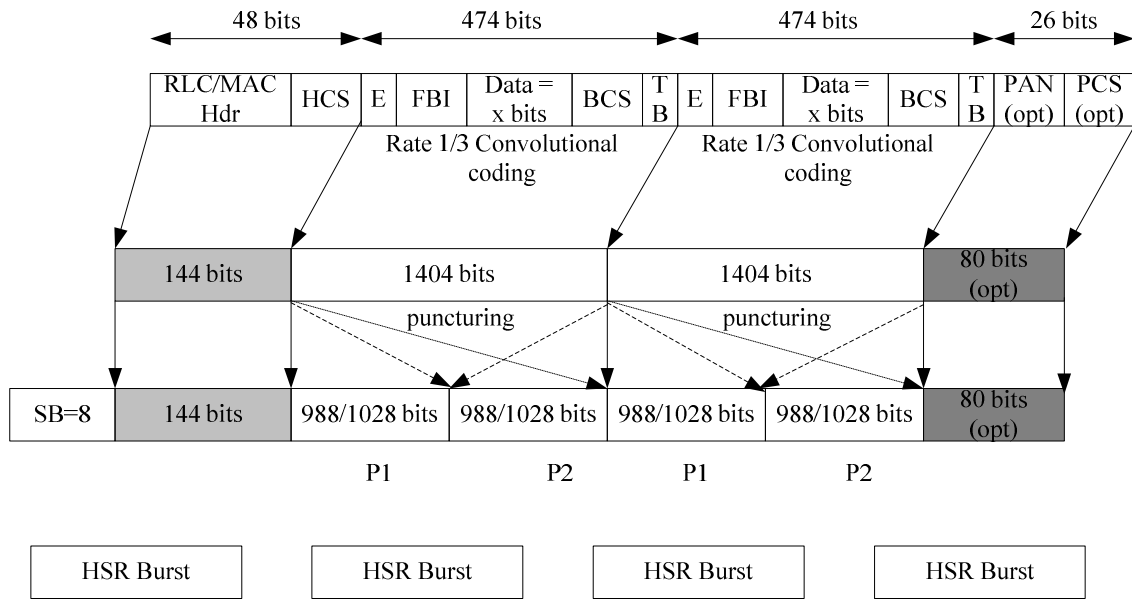 48 bits 474 bits 474 bits 26 bits
RLC/MAC Hdr HCS E FBI Data = x bits BCS T B E FBI Data = x bits BCS T B PAN (opt) PCS (opt)
Rate 1/3 Convolutional coding Rate 1/3 Convolutional coding
144 bits 1404 bits 1404 bits 80 bits (opt)
puncturing puncturing
SB=8 144 bits 988/1028 bits 988/1028 bits 988/1028 bits 988/1028 bits 80 bits (opt)
P1 P2 P1 P2
HSR Burst HSR Burst HSR Burst HSR Burst